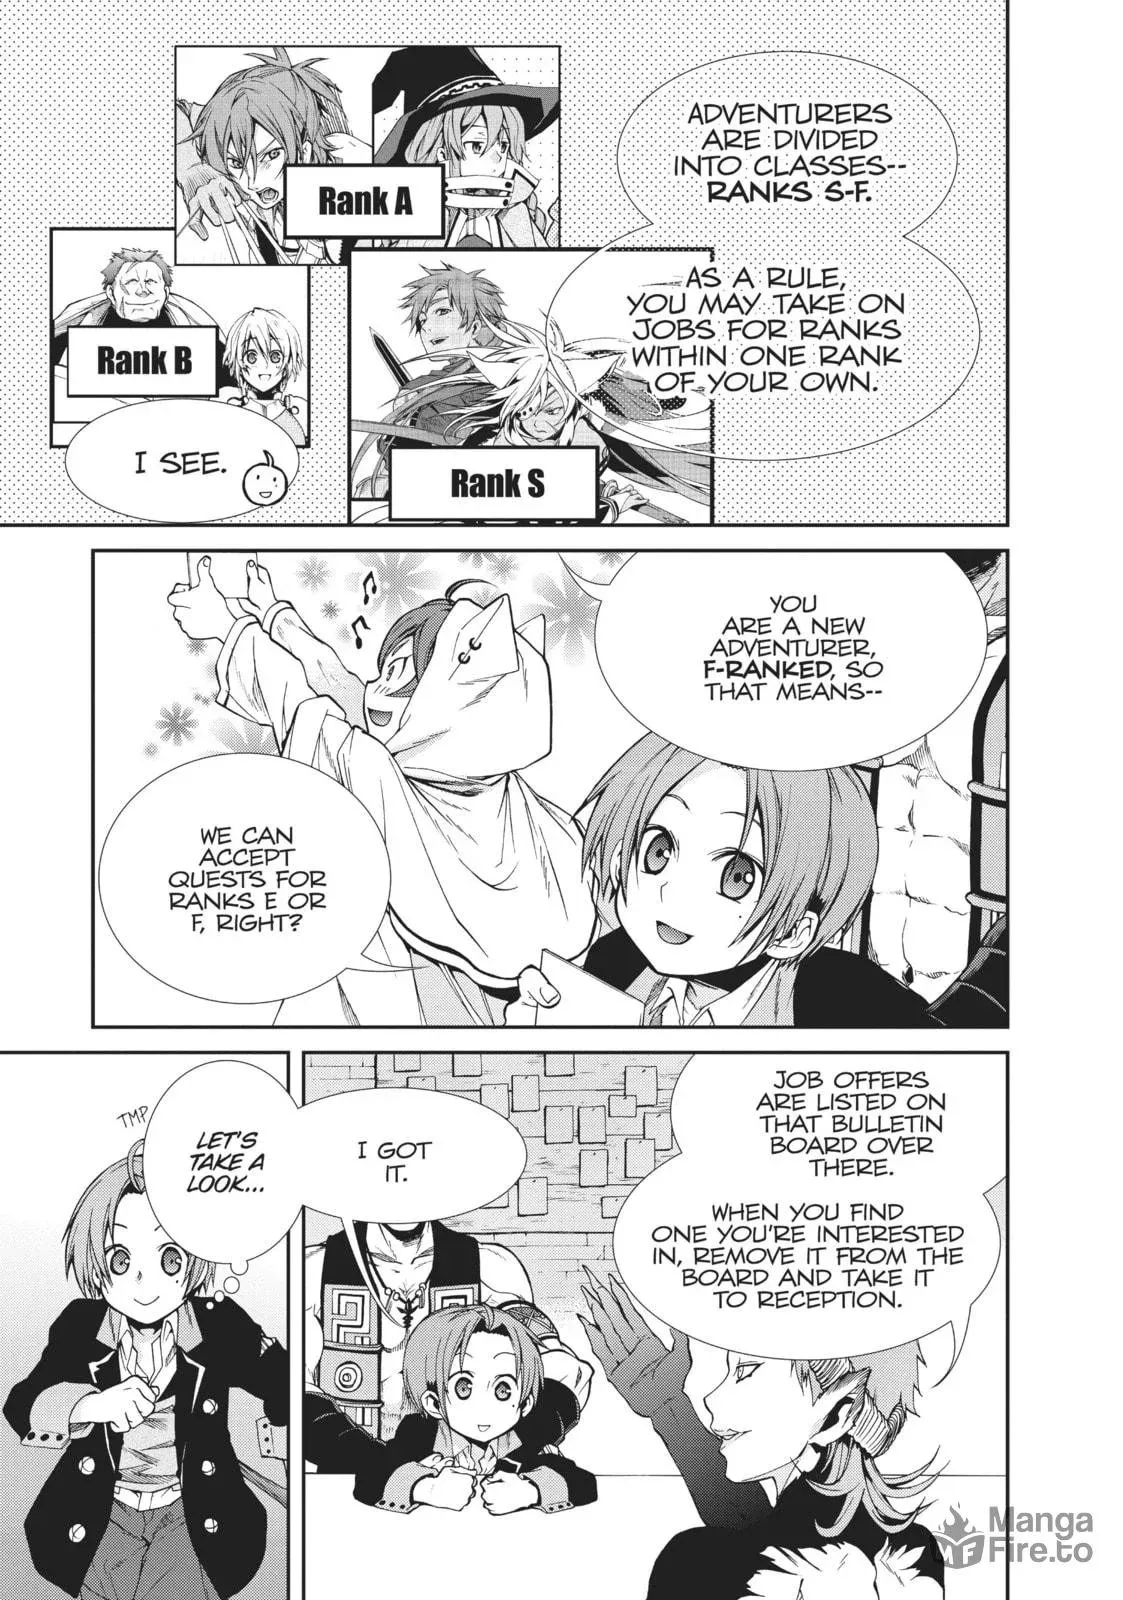 ADVENTURERS
ARE DIVIDED
INTO CLASSES--
RANKS S-F.
AS A RULE,
YOU MAY TAKE ON
JOBS FOR RANKS
WITHIN ONE RANK
OF YOUR OWN.
Rank A
Rank S
Rank B
I SEE.
YOU
ARE A NEW
ADVENTURER,
F-RANKED, SO
THAT MEANS--
WE CAN
ACCEPT
QUESTS FOR
RANKS E OR
F, RIGHT?
JOB OFFERS
ARE LISTED ON
THAT BULLETIN
BOARD OVER
THERE.
WHEN YOU FIND
ONE YOU'RE INTERESTED
IN, REMOVE IT FROM THE
BOARD AND TAKE IT
TO RECEPTION.
I GOT
IT.
LET'S
TAKE A
LOOK...
TMP
Manga
Fire.to